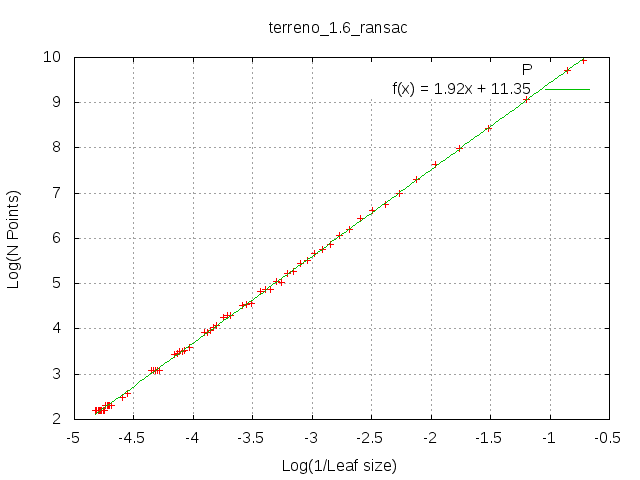 terreno_1.6_ransac
10
P
f(x) = 1.92x + 11.35
9
8
7
6
5
4
3
2
Log(N Points)
-5 -4.5 -4 -3.5 -3 -2.5 -2 -1.5 -1 -0.5
Log(1/Leaf size)